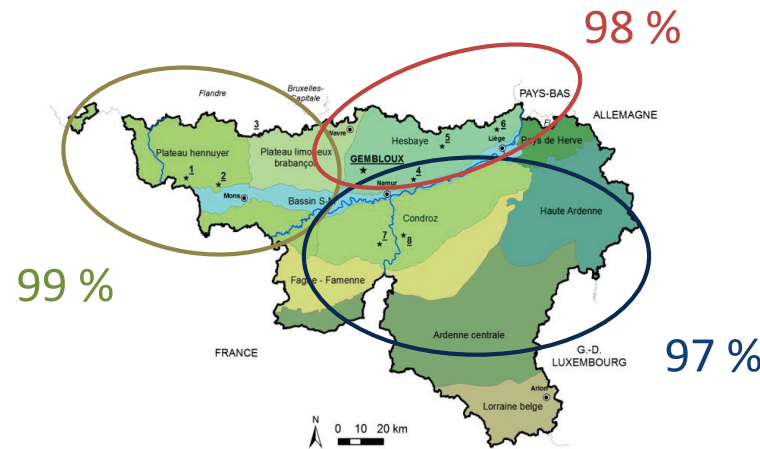 98 %
PAYS-BAS
ALLEMAGNE
Flandre
Bruxelles-
Capitale
3
Wavre
Hesbaye
5
6
Liège
Pays de Herve
Plateau hennuyer
Plateau limoneux
brabançon
GEMBLOUX
1
2
4
Namur
Mons
Bassin S-M
Haute Ardenne
Condroz
7
8
99 %
Fagne - Famenne
Ardenne centrale
FRANCE
G.-D.
LUXEMBOURG
97 %
Arlon
Lorraine belge
N
0 10 20 km